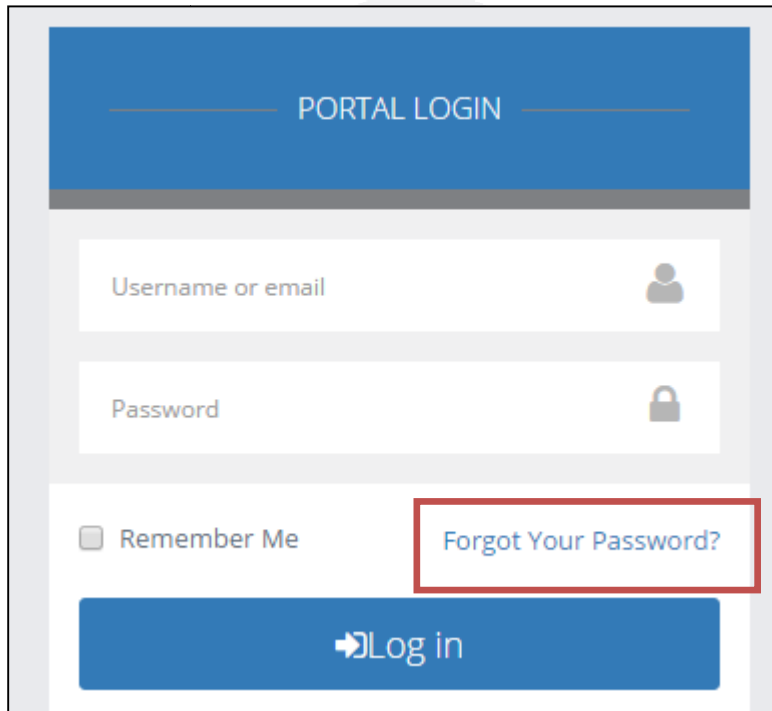 PORTAL LOGIN
Username or email
Password
Remember Me
Forgot Your Password?
Log in